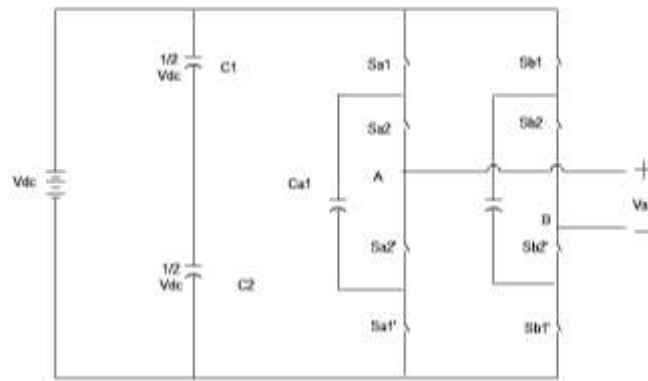 1/2
Vdc
C1
Sa1
Sb1
Sa2
Sb2
Vdc
Ca1
A
+
Va
B
–
Sa2'
Sb2'
1/2
Vdc
C2
Sa1'
Sb1'